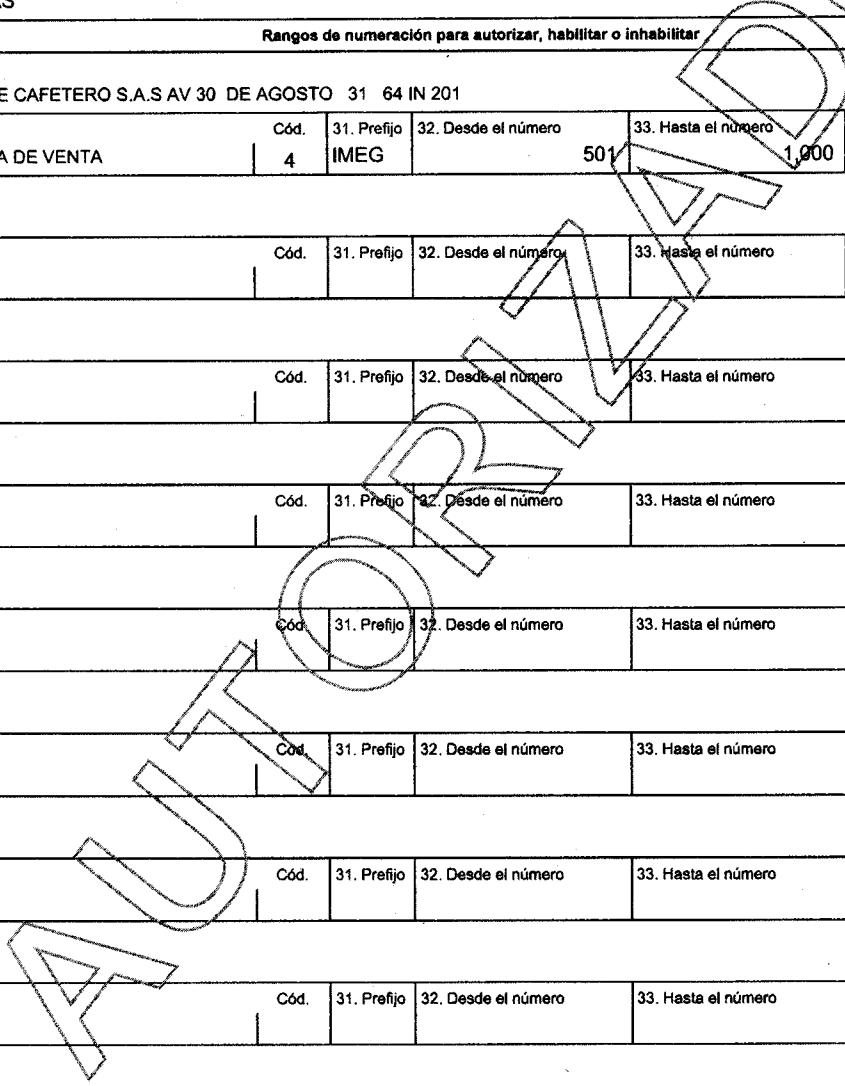 AS
Rangos de numeración para autorizar, habilitar o inhabilitar
E CAFETERO S.A.S AV 30 DE AGOSTO 31 64 IN 201
Cód. 31. Prefijo 32. Desde el número 33. Hasta el número
A DE VENTA 4 IMEG 501 1,000
Cód. 31. Prefijo 32. Desde el número 33. Hasta el número
Cód. 31. Prefijo 32. Desde el número 33. Hasta el número
Cód. 31. Prefijo 32. Desde el número 33. Hasta el número
Cód. 31. Prefijo 32. Desde el número 33. Hasta el número
Cód. 31. Prefijo 32. Desde el número 33. Hasta el número
Cód. 31. Prefijo 32. Desde el número 33. Hasta el número
Cód. 31. Prefijo 32. Desde el número 33. Hasta el número
AUTORIZAD